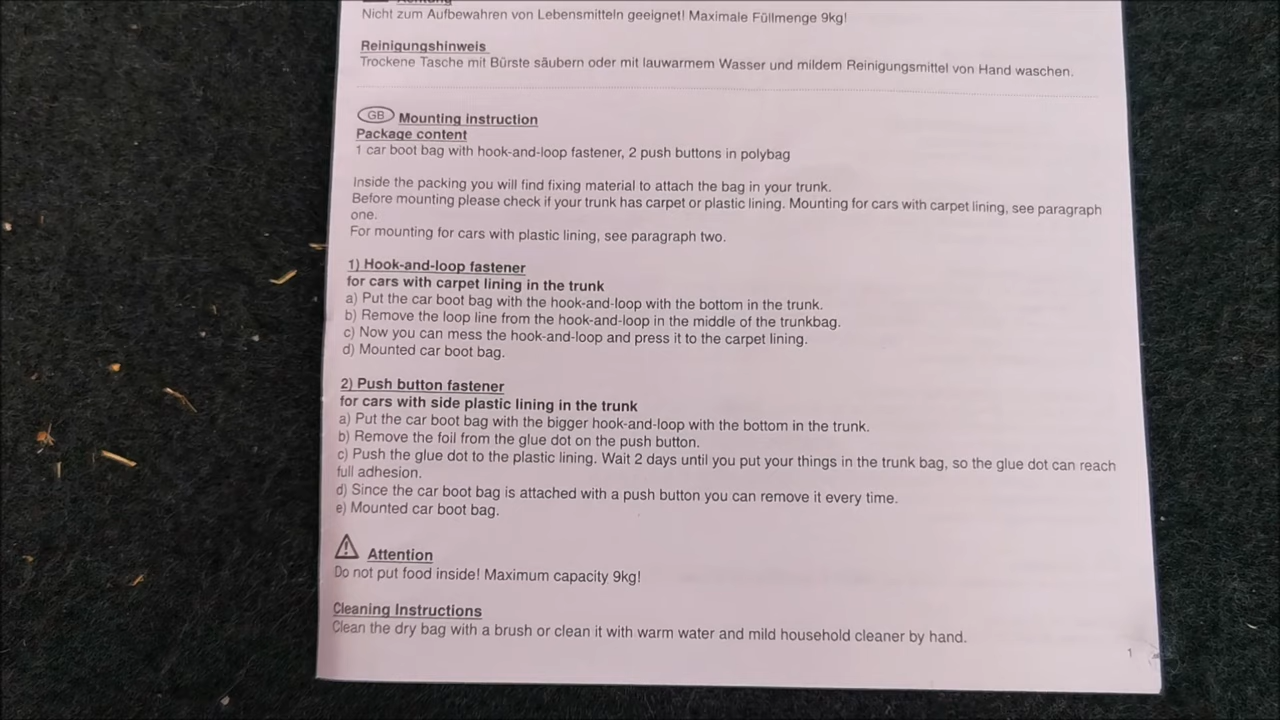 Achtung
Nicht zum Aufbewahren von Lebensmitteln geeignet! Maximale Füllmenge 9kg!
Reinigungshinweis
Trockene Tasche mit Bürste säubern oder mit lauwarmem Wasser und mildem Reinigungsmittel von Hand waschen.
GB Mounting instruction
Package content
1 car boot bag with hook-and-loop fastener, 2 push buttons in polybag
Inside the packing you will find fixing material to attach the bag in your trunk.
Before mounting please check if your trunk has carpet or plastic lining. Mounting for cars with carpet lining, see paragraph
one.
For mounting for cars with plastic lining, see paragraph two.
1) Hook-and-loop fastener
for cars with carpet lining in the trunk
a) Put the car boot bag with the hook-and-loop with the bottom in the trunk.
b) Remove the loop line from the hook-and-loop in the middle of the trunkbag.
c) Now you can mess the hook-and-loop and press it to the carpet lining.
d) Mounted car boot bag.
2) Push button fastener
for cars with side plastic lining in the trunk
a) Put the car boot bag with the bigger hook-and-loop with the bottom in the trunk.
b) Remove the foil from the glue dot on the push button.
c) Push the glue dot to the plastic lining. Wait 2 days until you put your things in the trunk bag, so the glue dot can reach
full adhesion.
d) Since the car boot bag is attached with a push button you can remove it every time.
e) Mounted car boot bag.
Attention
Do not put food inside! Maximum capacity 9kg!
Cleaning Instructions
Clean the dry bag with a brush or clean it with warm water and mild household cleaner by hand.
1